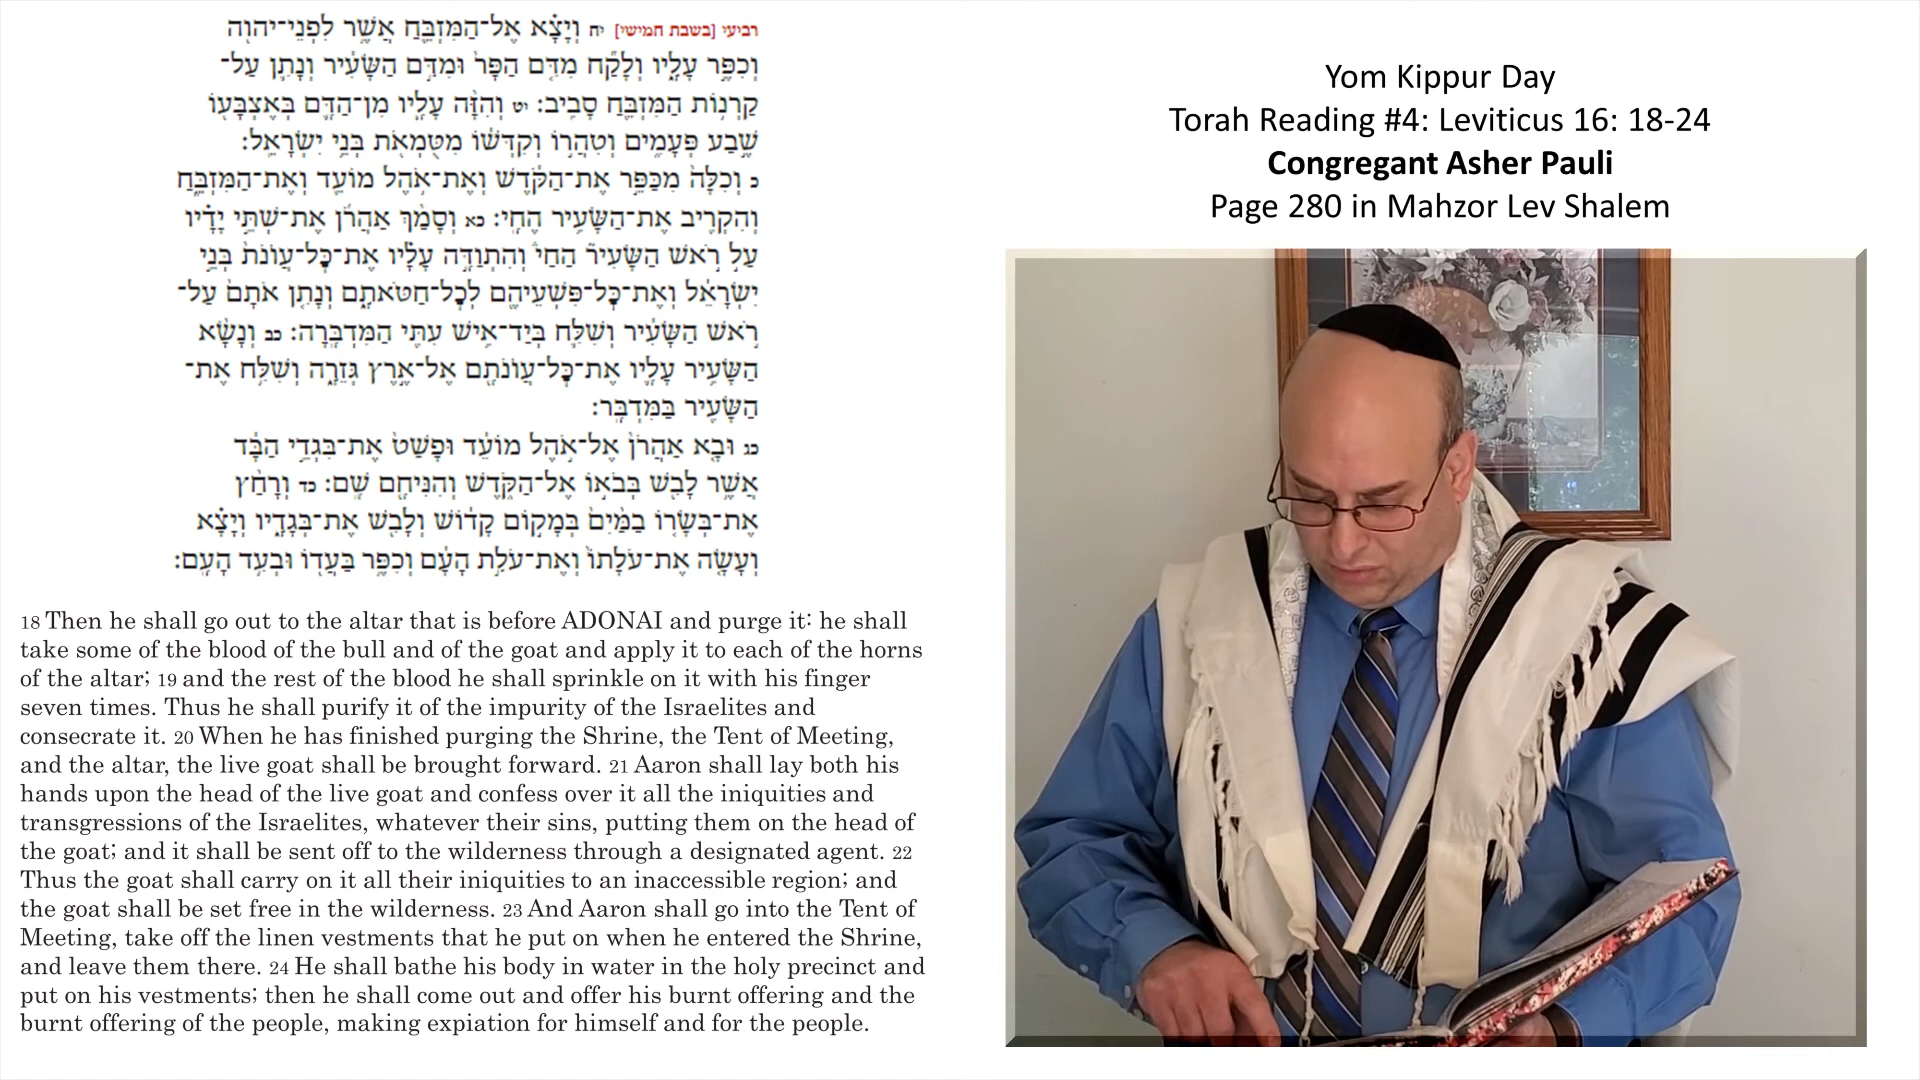 רביעי [בשבת חמישי] יח וְיָצָ֗א אֶל־הַמִּזְבֵּ֛חַ אֲשֶׁ֥ר לִפְנֵי־יהוה
וְכִפֶּ֣ר עָלָ֑יו וְלָקַ֞ח מִדַּ֤ם הַפָּר֙ וּמִדַּ֣ם הַשָּׂעִ֔יר וְנָתַ֛ן עַל־
קַרְנ֥וֹת הַמִּזְבֵּ֖חַ סָבִֽיב׃ יט וְהִזָּ֨ה עָלָ֧יו מִן־הַדָּ֛ם בְּאֶצְבָּע֖וֹ
שֶׁ֣בַע פְּעָמִ֑ים וְטִהֲר֣וֹ וְקִדְּשׁ֔וֹ מִטֻּמְאֹ֖ת בְּנֵ֥י יִשְׂרָאֵֽל׃
כ וְכִלָּה֙ מִכַּפֵּ֣ר אֶת־הַקֹּ֔דֶשׁ וְאֶת־אֹ֥הֶל מוֹעֵ֖ד וְאֶת־הַמִּזְבֵּ֑חַ
וְהִקְרִ֖יב אֶת־הַשָּׂעִ֥יר הֶחָֽי׃ כא וְסָמַ֨ךְ אַהֲרֹ֜ן אֶת־שְׁתֵּ֣י יָדָ֗יו
עַ֣ל רֹ֣אשׁ הַשָּׂעִיר֮ הַחַי֒ וְהִתְוַדָּ֣ה עָלָ֗יו אֶת־כׇּל־עֲוֺנֹת֙ בְּנֵ֣י
יִשְׂרָאֵ֔ל וְאֶת־כׇּל־פִּשְׁעֵיהֶ֖ם לְכׇל־חַטֹּאתָ֑ם וְנָתַ֤ן אֹתָם֙ עַל־
רֹ֣אשׁ הַשָּׂעִ֔יר וְשִׁלַּ֛ח בְּיַד־אִ֥ישׁ עִתִּ֖י הַמִּדְבָּֽרָה׃ כב וְנָשָׂ֨א
הַשָּׂעִ֥יר עָלָ֛יו אֶת־כׇּל־עֲוֺנֹתָ֖ם אֶל־אֶ֣רֶץ גְּזֵרָ֑ה וְשִׁלַּ֥ח אֶת־
הַשָּׂעִ֖יר בַּמִּדְבָּֽר׃
כג וּבָ֤א אַהֲרֹן֙ אֶל־אֹ֣הֶל מוֹעֵ֔ד וּפָשַׁט֙ אֶת־בִּגְדֵ֣י הַבָּ֔ד
אֲשֶׁ֥ר לָבַ֖שׁ בְּבֹא֣וֹ אֶל־הַקֹּ֑דֶשׁ וְהִנִּיחָ֖ם שָֽׁם׃ כד וְרָחַ֨ץ
אֶת־בְּשָׂר֤וֹ בַמַּ֙יִם֙ בְּמָק֣וֹם קָד֔וֹשׁ וְלָבַ֖שׁ אֶת־בְּגָדָ֑יו וְיָצָ֗א
וְעָשָׂ֤ה אֶת־עֹֽלָתוֹ֙ וְאֶת־עֹלַ֣ת הָעָ֔ם וְכִפֶּ֥ר בַּעֲד֖וֹ וּבְעַ֥ד הָעָֽם׃
18 Then he shall go out to the altar that is before ADONAI and purge it: he shall
take some of the blood of the bull and of the goat and apply it to each of the horns
of the altar; 19 and the rest of the blood he shall sprinkle on it with his finger
seven times. Thus he shall purify it of the impurity of the Israelites and
consecrate it. 20 When he has finished purging the Shrine, the Tent of Meeting,
and the altar, the live goat shall be brought forward. 21 Aaron shall lay both his
hands upon the head of the live goat and confess over it all the iniquities and
transgressions of the Israelites, whatever their sins, putting them on the head of
the goat; and it shall be sent off to the wilderness through a designated agent. 22
Thus the goat shall carry on it all their iniquities to an inaccessible region; and
the goat shall be set free in the wilderness. 23 And Aaron shall go into the Tent of
Meeting, take off the linen vestments that he put on when he entered the Shrine,
and leave them there. 24 He shall bathe his body in water in the holy precinct and
put on his vestments; then he shall come out and offer his burnt offering and the
burnt offering of the people, making expiation for himself and for the people.
Yom Kippur Day
Torah Reading #4: Leviticus 16: 18-24
Congregant Asher Pauli
Page 280 in Mahzor Lev Shalem